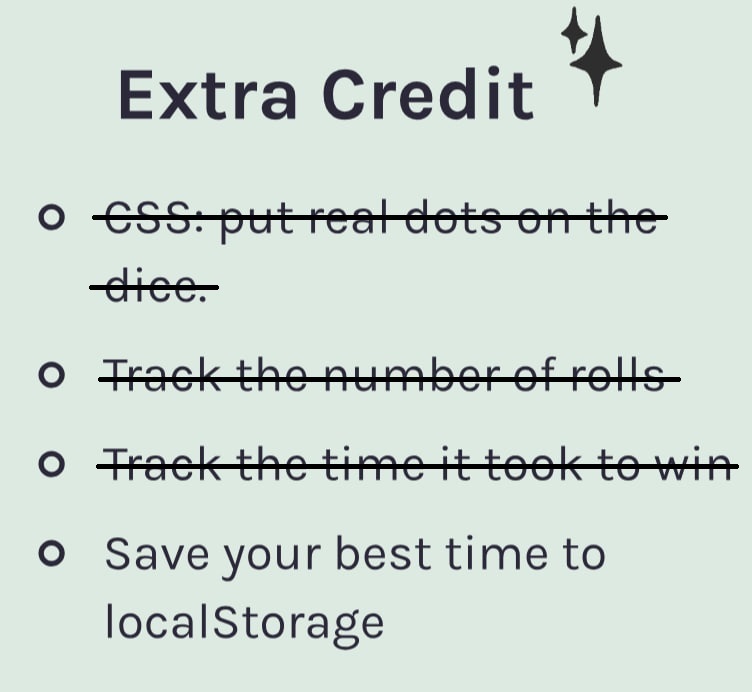 Extra Credit
CSS: put real dots on the
dice.
Track the number of rolls
Track the time it took to win
Save your best time to
localStorage